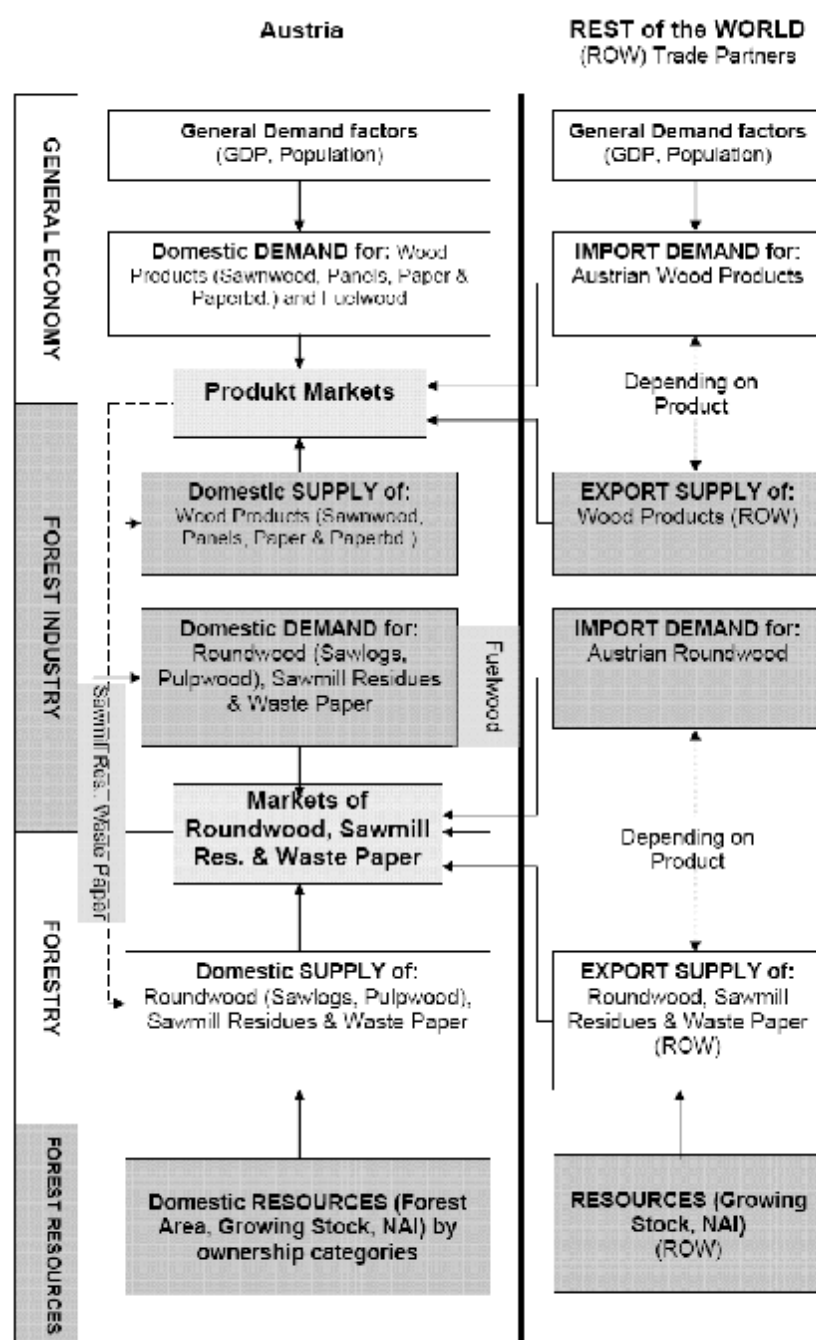 Austria
REST of the WORLD
(ROW) Trade Partners
GENERAL ECONOMY
General Demand factors
(GDP, Population)
General Demand factors
(GDP, Population)
Domestic DEMAND for: Wood
Products (Sawnwood, Panels, Paper &
Paperbd.) and Fuelwood
IMPORT DEMAND for:
Austrian Wood Products
Produkt Markets
Depending on
Product
FOREST INDUSTRY
Domestic SUPPLY of:
Wood Products (Sawnwood,
Panels, Paper & Paperbd.)
EXPORT SUPPLY of:
Wood Products (ROW)
Domestic DEMAND for:
Roundwood (Sawlogs,
Pulpwood), Sawmill Residues
& Waste Paper
Fuelwood
IMPORT DEMAND for:
Austrian Roundwood
Sawmill Res., Waste Paper
Markets of
Roundwood, Sawmill
Res. & Waste Paper
Depending on
Product
FORESTRY
Domestic SUPPLY of:
Roundwood (Sawlogs, Pulpwood),
Sawmill Residues & Waste Paper
EXPORT SUPPLY of:
Roundwood, Sawmill
Residues & Waste Paper
(ROW)
FOREST RESOURCES
Domestic RESOURCES (Forest
Area, Growing Stock, NAI) by
ownership categories
RESOURCES (Growing
Stock, NAI)
(ROW)